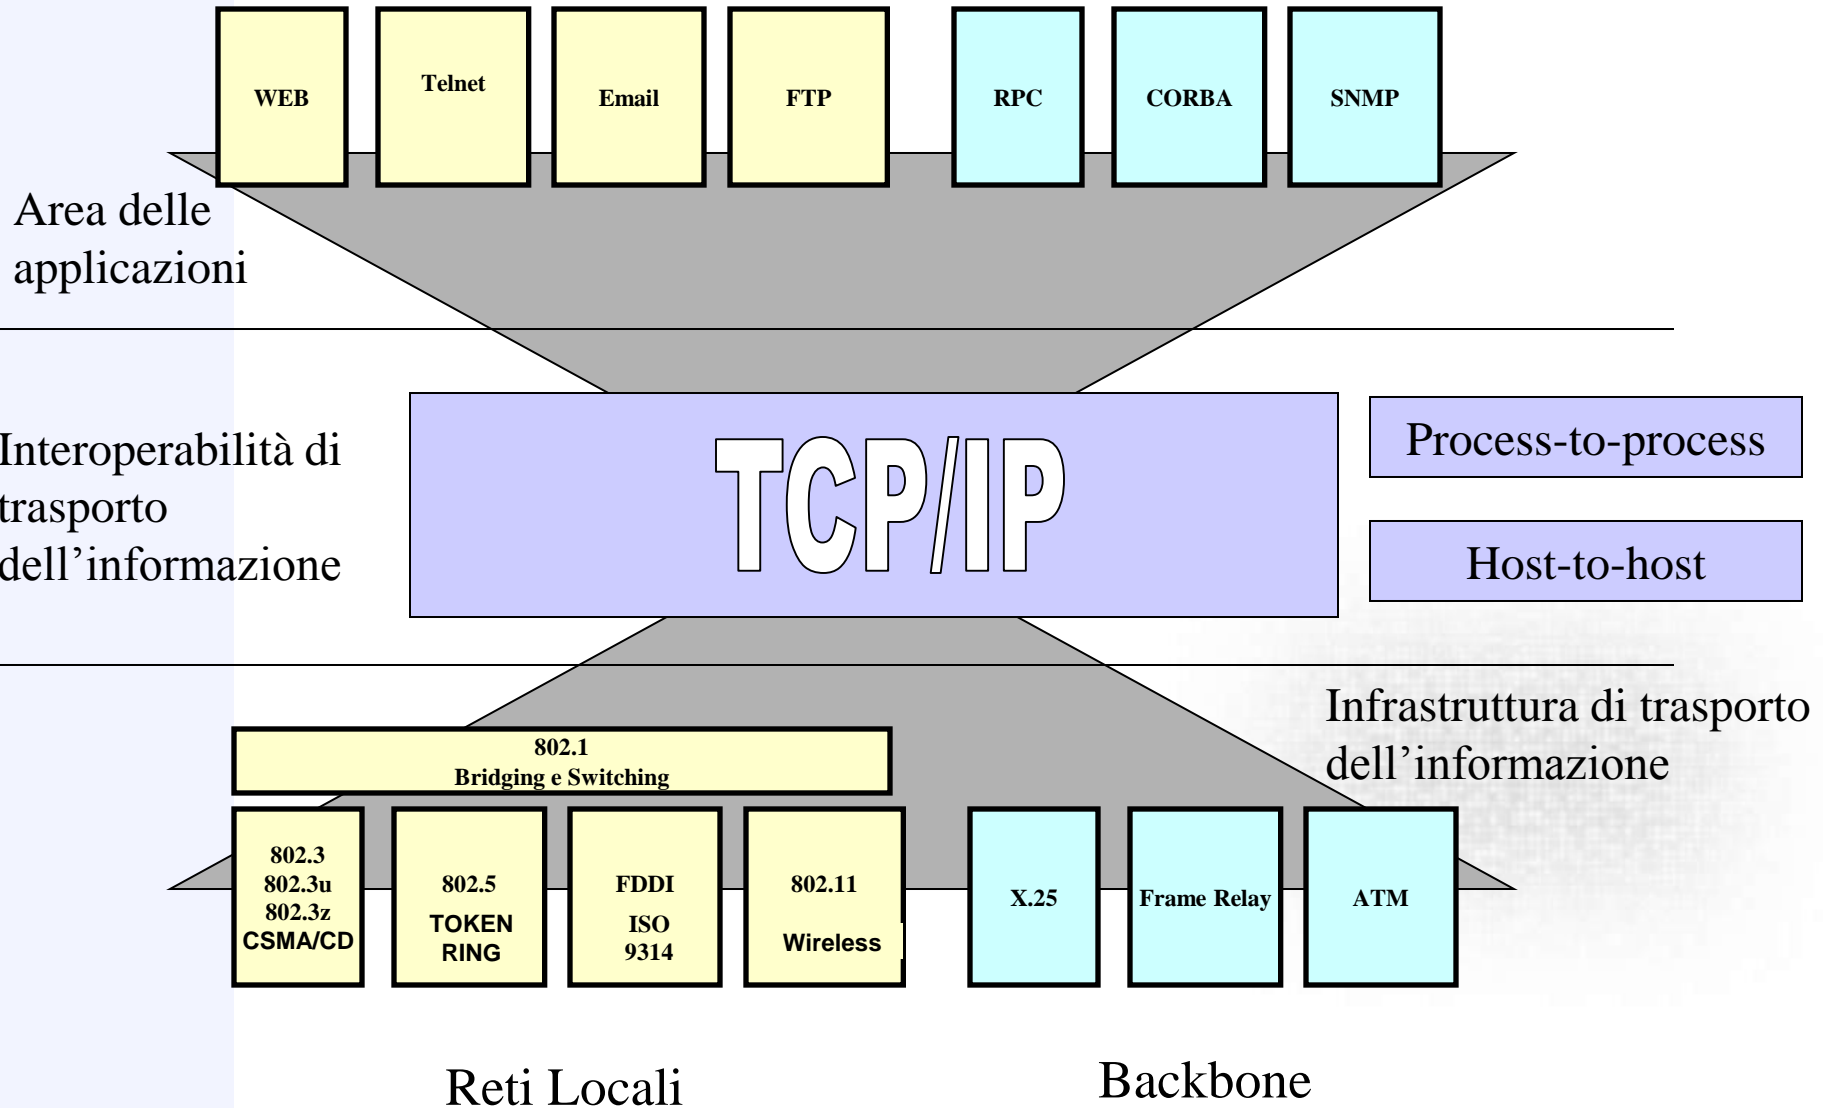 WEB
Telnet
Email
FTP
RPC
CORBA
SNMP
Area delle
applicazioni
Interoperabilità di
trasporto
dell’informazione
TCP/IP
Process-to-process
Host-to-host
Infrastruttura di trasporto
dell’informazione
802.1
Bridging e Switching
802.3
802.3u
802.3z
CSMA/CD
802.5
TOKEN
RING
FDDI
ISO
9314
802.11
Wireless
X.25
Frame Relay
ATM
Reti Locali
Backbone